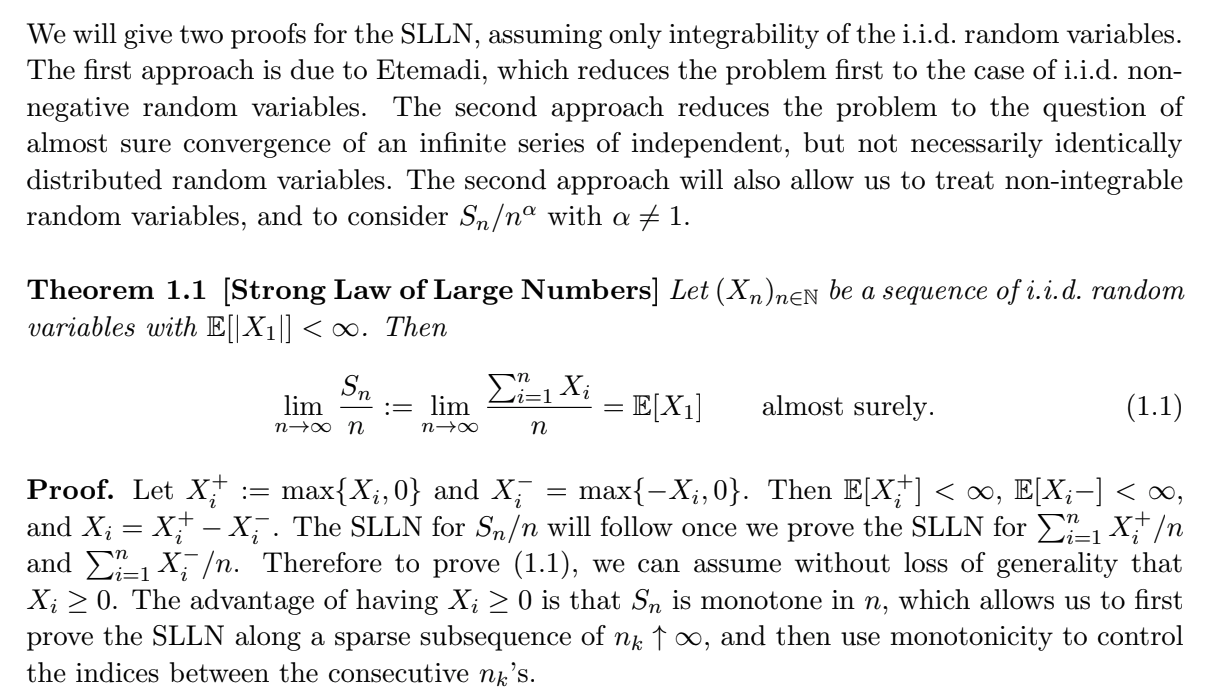 We will give two proofs for the SLLN, assuming only integrability of the i.i.d. random variables.
The first approach is due to Etemadi, which reduces the problem first to the case of i.i.d. non-
negative random variables. The second approach reduces the problem to the question of
almost sure convergence of an infinite series of independent, but not necessarily identically
distributed random variables. The second approach will also allow us to treat non-integrable
random variables, and to consider $S_n/n^\alpha$ with $\alpha \neq 1$.
Theorem 1.1 [Strong Law of Large Numbers] Let $(X_n)_{n\in\mathbb{N}}$ be a sequence of i.i.d. random
variables with $\mathbb{E}[|X_1|] < \infty$. Then
$\lim_{n\to\infty} \frac{S_n}{n} := \lim_{n\to\infty} \frac{\sum_{i=1}^n X_i}{n} = \mathbb{E}[X_1]$ almost surely. (1.1)
Proof. Let $X_i^+ := \max\{X_i, 0\}$ and $X_i^- = \max\{-X_i, 0\}$. Then $\mathbb{E}[X_i^+] < \infty$, $\mathbb{E}[X_i-] < \infty$,
and $X_i = X_i^+ - X_i^-$. The SLLN for $S_n/n$ will follow once we prove the SLLN for $\sum_{i=1}^n X_i^+/n$
and $\sum_{i=1}^n X_i^-/n$. Therefore to prove (1.1), we can assume without loss of generality that
$X_i \geq 0$. The advantage of having $X_i \geq 0$ is that $S_n$ is monotone in $n$, which allows us to first
prove the SLLN along a sparse subsequence of $n_k \uparrow \infty$, and then use monotonicity to control
the indices between the consecutive $n_k$'s.